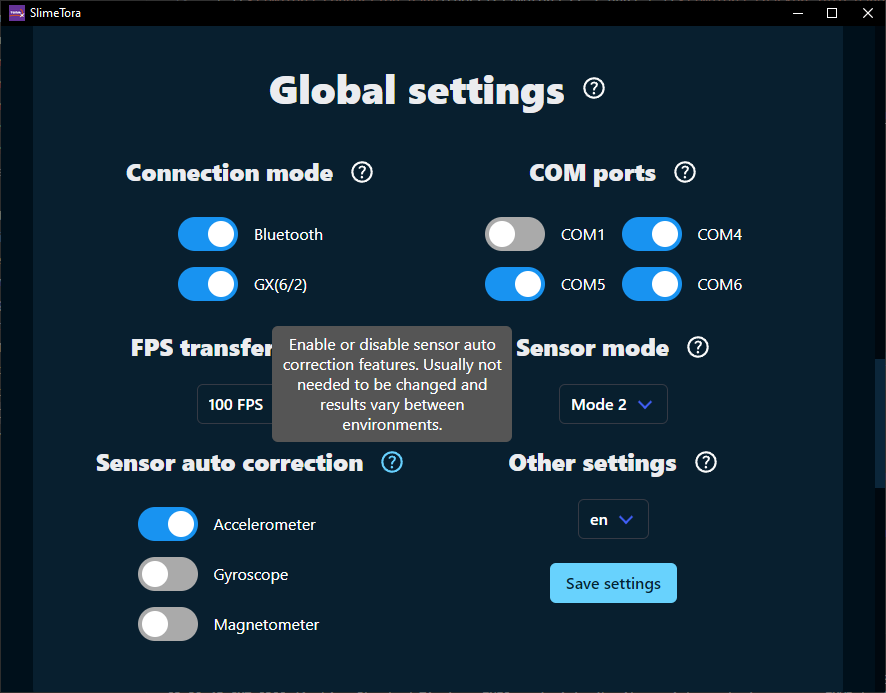 SlimeTora
Global settings
Connection mode
COM ports
Bluetooth
COM1
COM4
GX(6/2)
COM5
COM6
FPS transfer
Enable or disable sensor auto
correction features. Usually not
needed to be changed and
results vary between
environments.
Sensor mode
100 FPS
Mode 2
Sensor auto correction
Other settings
Accelerometer
en
Gyroscope
Save settings
Magnetometer